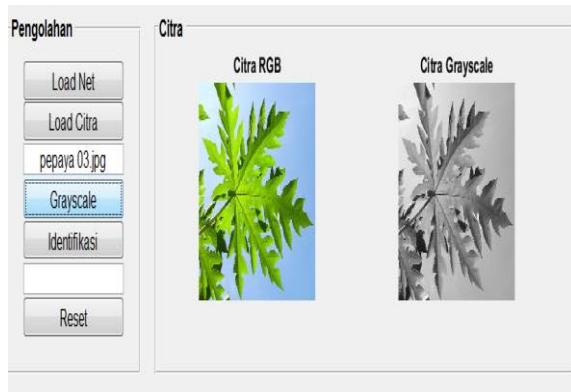 Pengolahan
Load Net
Load Citra
pepaya 03.jpg
Grayscale
Identifikasi
Reset
Citra
Citra RGB
Citra Grayscale